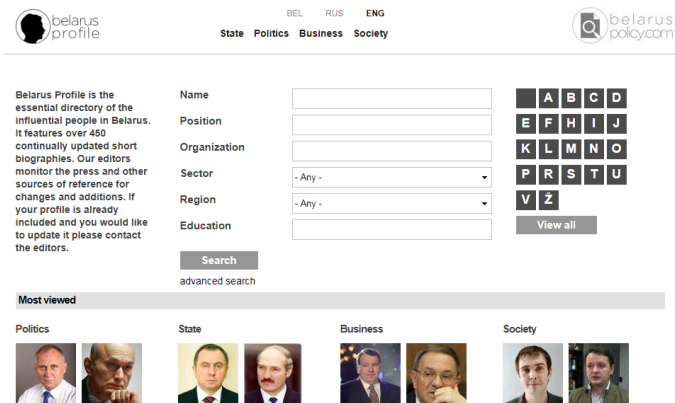 belarus
profile
BEL RUS ENG
State Politics Business Society
belarus
policy.com
Belarus Profile is the
essential directory of the
influential people in Belarus.
It features over 450
continually updated short
biographies. Our editors
monitor the press and other
sources of reference for
changes and additions. If
your profile is already
included and you would like
to update it please contact
the editors.
Name
Position
Organization
Sector
- Any -
Region
- Any -
Education
Search
advanced search
A B C D
E F H I J
K L M N O
P R S T U
V Ž
View all
Most viewed
Politics
State
Business
Society